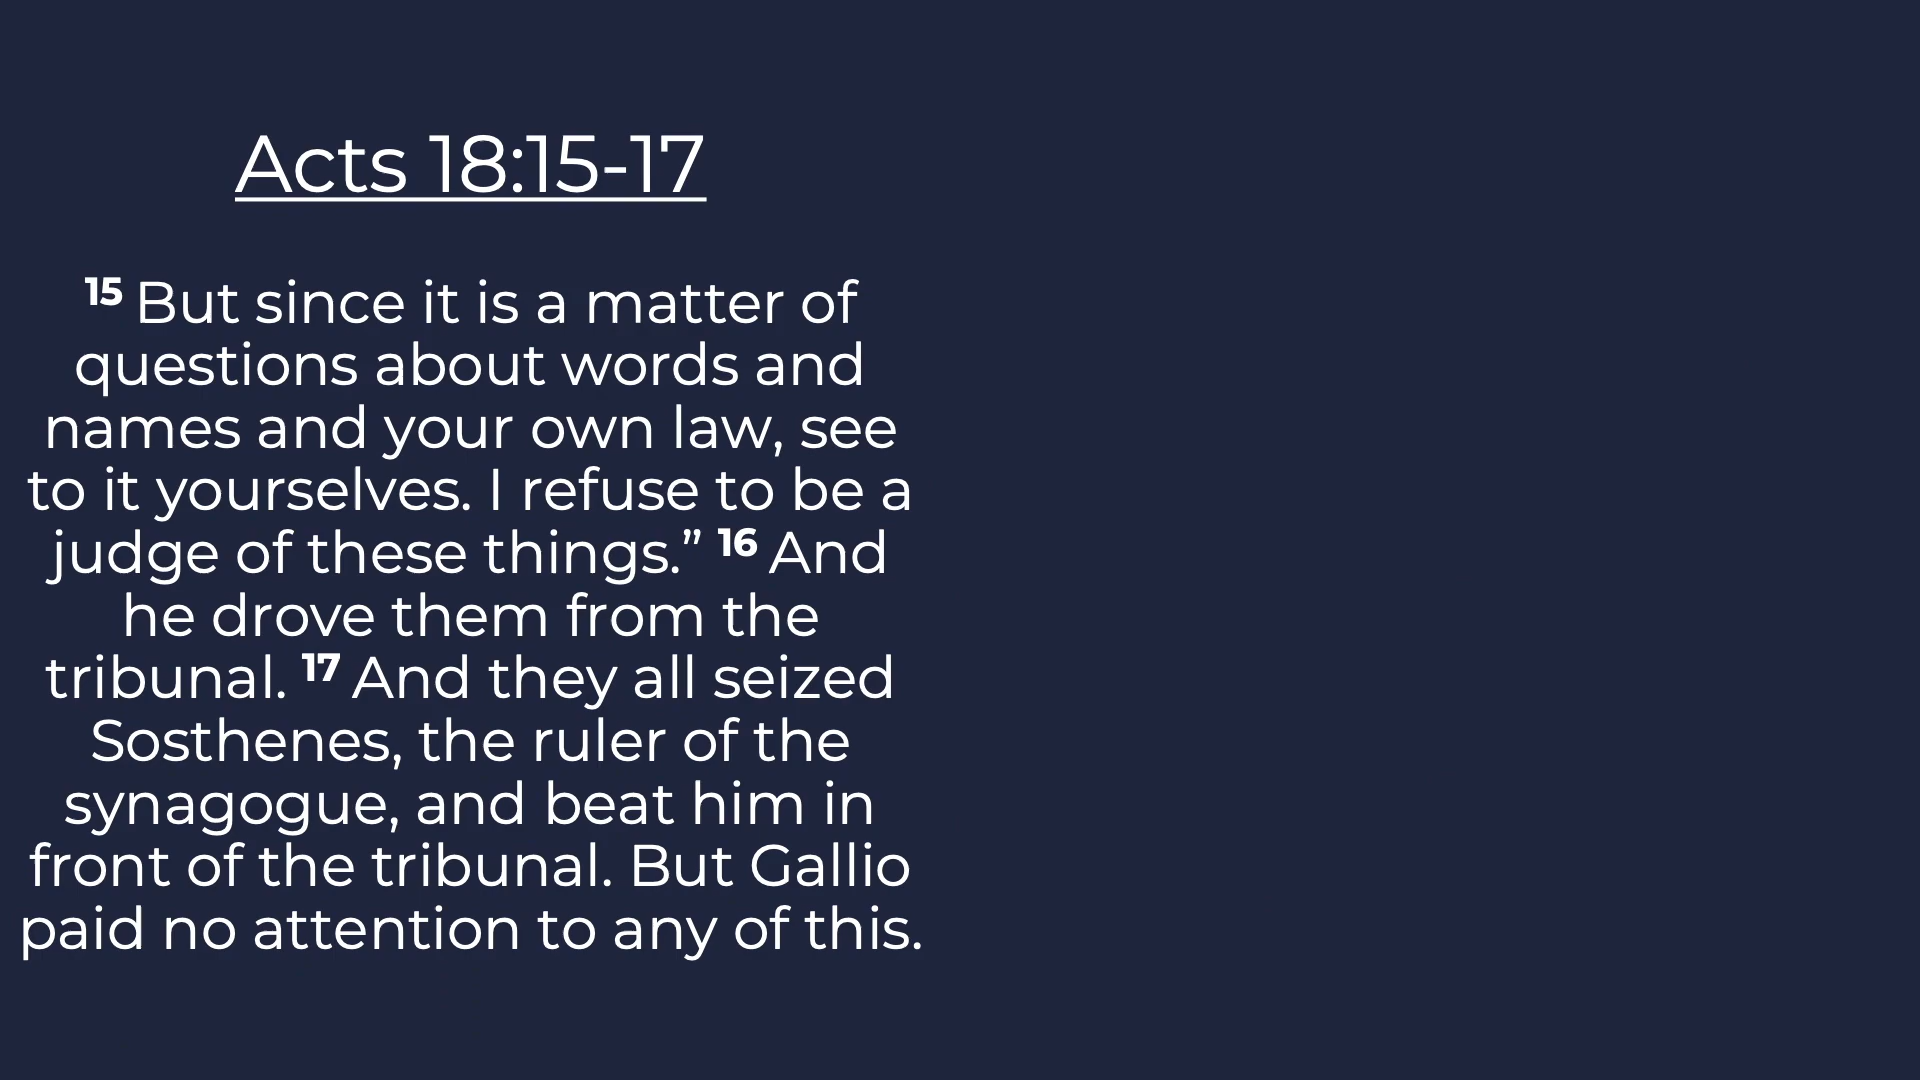 Acts 18:15-17
15 But since it is a matter of
questions about words and
names and your own law, see
to it yourselves. I refuse to be a
judge of these things.” 16 And
he drove them from the
tribunal. 17 And they all seized
Sosthenes, the ruler of the
synagogue, and beat him in
front of the tribunal. But Gallio
paid no attention to any of this.